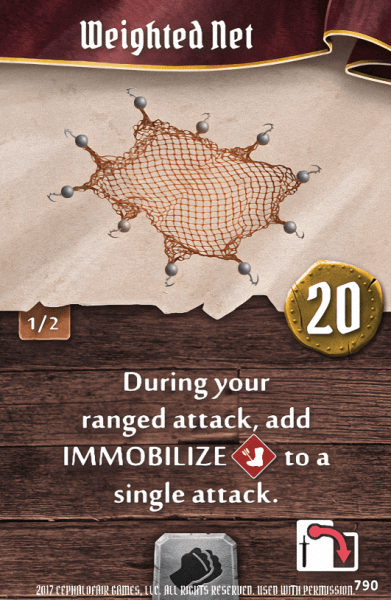 Weighted Net
1/2
20
During your
ranged attack, add
IMMOBILIZE to a
single attack.
2017 CEPHALOFAIR GAMES, LLC. ALL RIGHTS RESERVED. USED WITH PERMISSION.
790